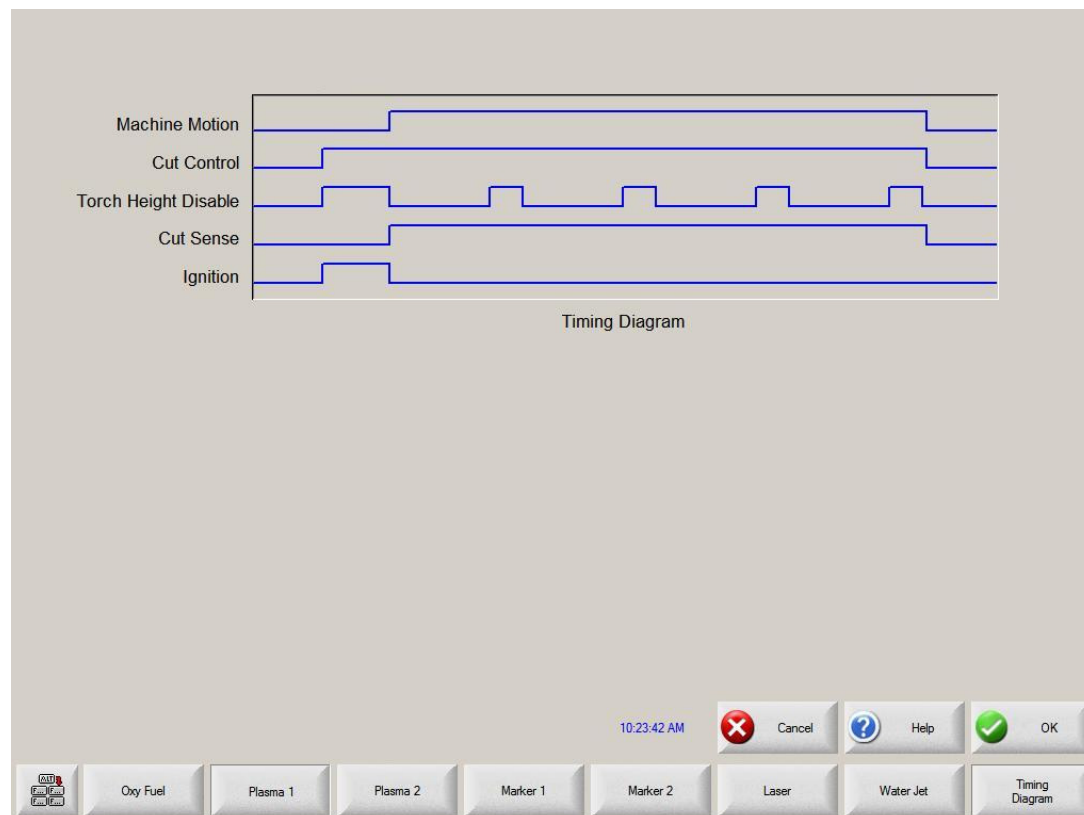 Machine Motion
Cut Control
Torch Height Disable
Cut Sense
Ignition
Timing Diagram
10:23:42 AM
Cancel
Help
OK
ALT
F... F...
F... F...
Oxy Fuel
Plasma 1
Plasma 2
Marker 1
Marker 2
Laser
Water Jet
Timing
Diagram